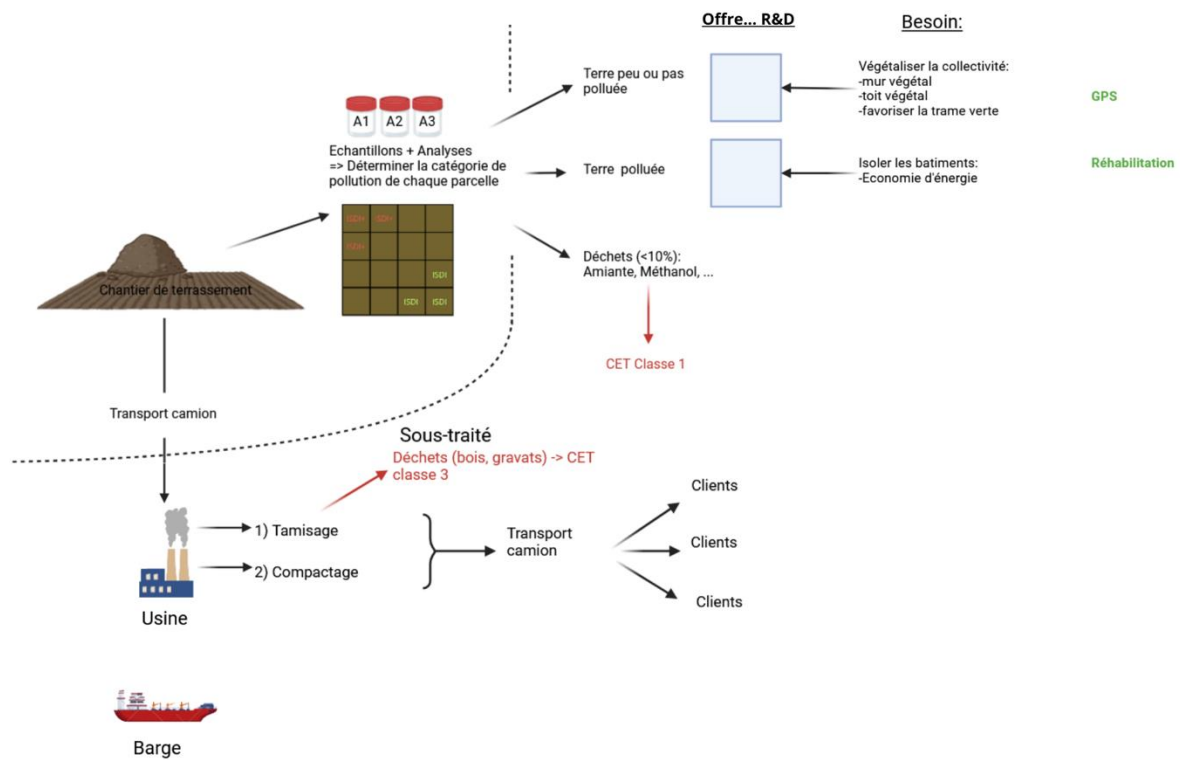 Offre... R&D
Besoin:
Terre peu ou pas
polluée
Végétaliser la collectivité:
-mur végétal
-toit végétal
-favoriser la trame verte
GPS
A1 A2 A3
Echantillons + Analyses
=> Déterminer la catégorie de
pollution de chaque parcelle
Terre polluée
Isoler les batiments:
-Economie d'énergie
Réhabilitation
ISDI+ ISDI+
ISDI+
ISDI
ISDI ISDI
Déchets (<10%):
Amiante, Méthanol, ...
Chantier de terrassement
CET Classe 1
Transport camion
Sous-traité
Déchets (bois, gravats) -> CET
classe 3
1) Tamisage
2) Compactage
Transport
camion
Clients
Clients
Clients
Usine
Barge